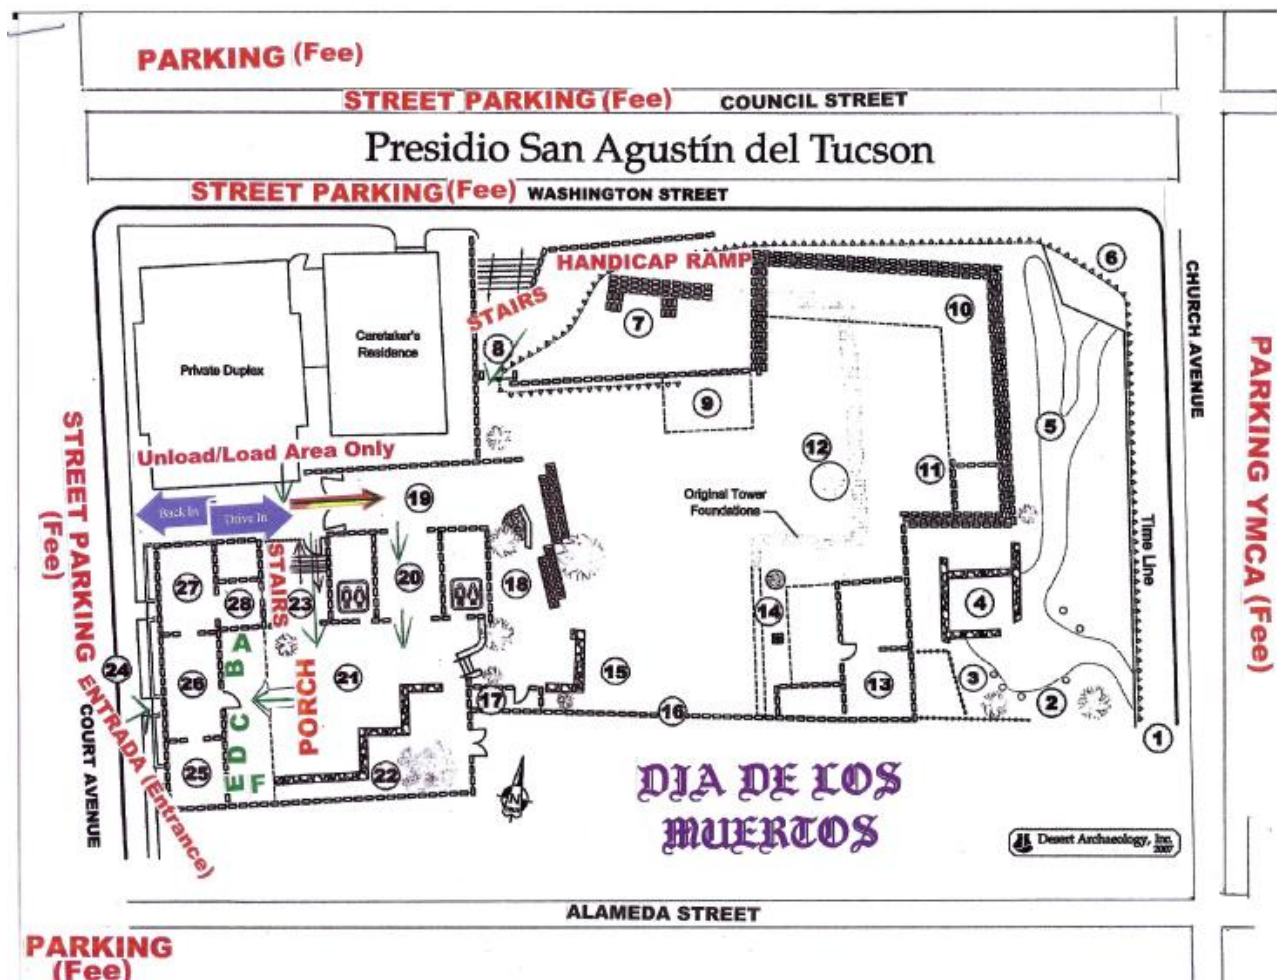 PARKING (Fee)
STREET PARKING (Fee) COUNCIL STREET
Presidio San Agustín del Tucson
STREET PARKING (Fee) WASHINGTON STREET
HANDICAP RAMP
STAIRS
6
10
7
8
Caretaker's
Residence
Private Duplex
CHURCH AVENUE
PARKING YMCA (Fee)
9
5
STREET PARKING
(Fee)
Unload/Load Area Only
12
11
19
Original Tower
Foundations
Back In
Drive In
Time Line
STAIRS
27
28
23
20
18
14
4
24
A
B
C
D
E
F
26
21
PORCH
15
13
3
2
17
16
1
25
22
ENTRADA (Entrance)
COURT AVENUE
N
DIA DE LOS
MUERTOS
Desert Archaeology, Inc.
2007
ALAMEDA STREET
PARKING
(Fee)